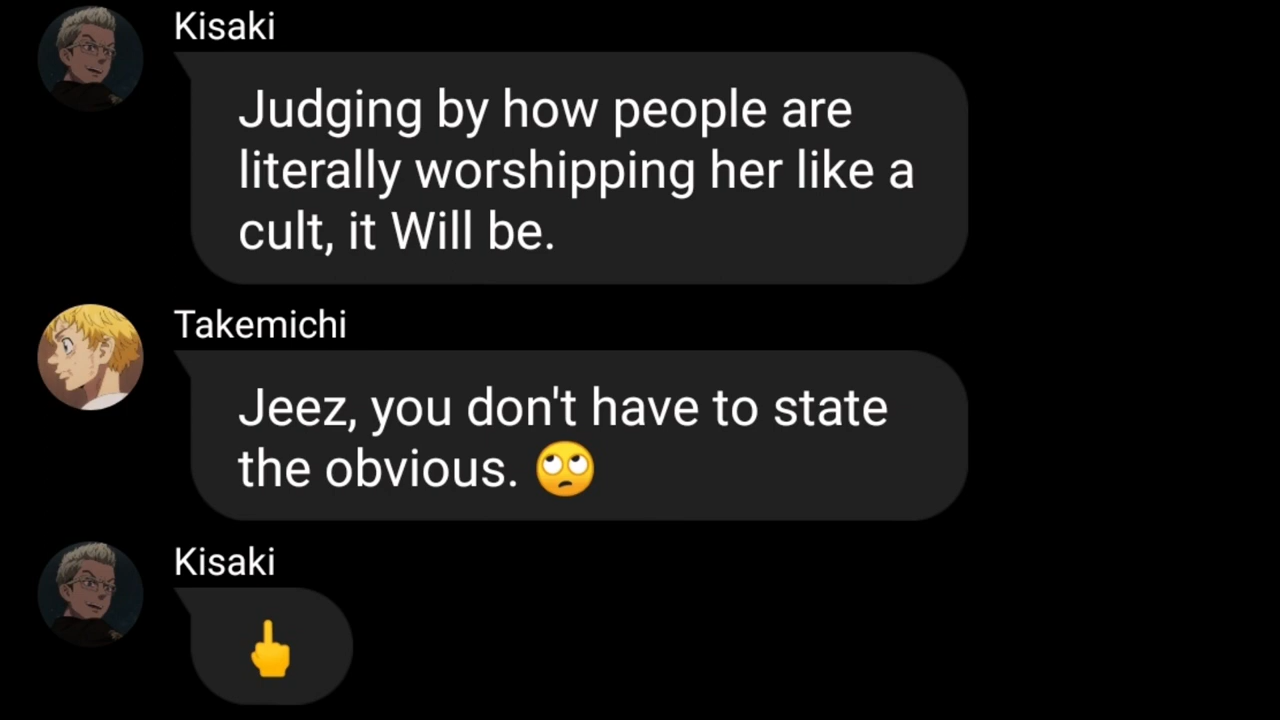 Kisaki
Judging by how people are
literally worshipping her like a
cult, it Will be.
Takemichi
Jeez, you don't have to state
the obvious. 🙄
Kisaki
🖕